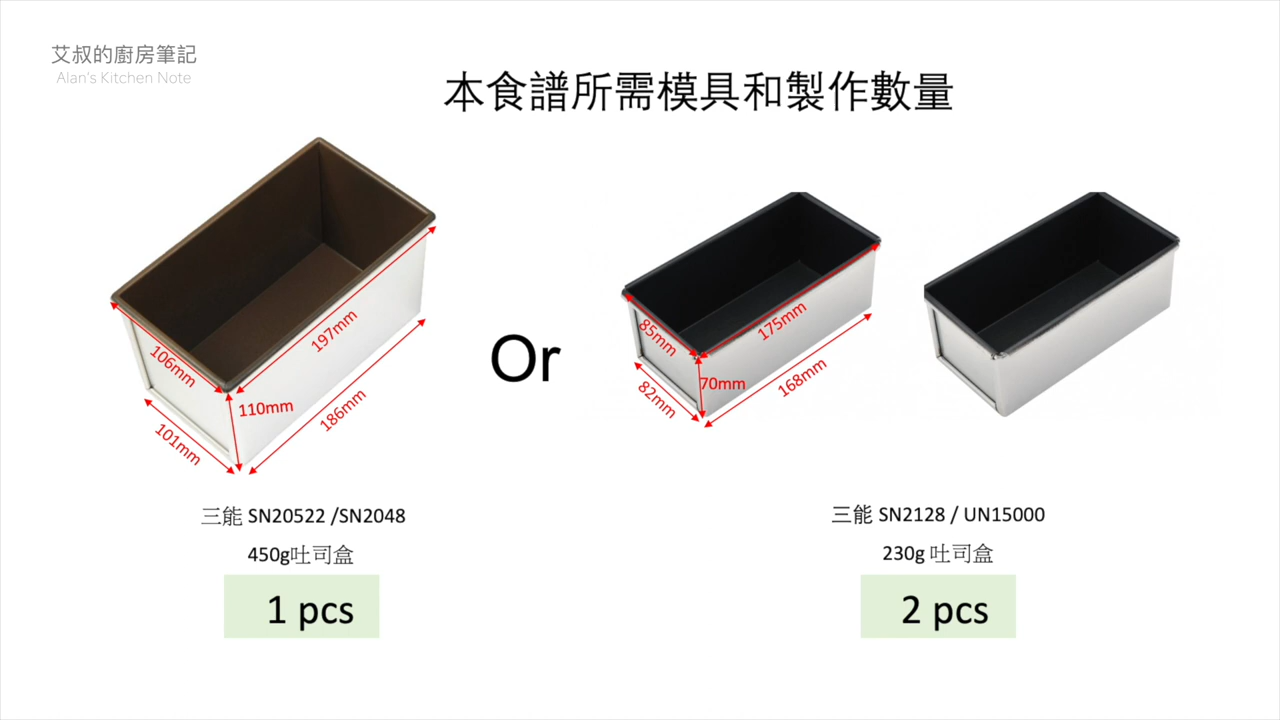 艾叔的廚房筆記
Alan's Kitchen Note
本食譜所需模具和製作數量
106mm
197mm
110mm
101mm
186mm
Or
85mm
175mm
70mm
82mm
168mm
三能 SN20522 /SN2048
450g吐司盒
1 pcs
三能 SN2128 / UN15000
230g 吐司盒
2 pcs